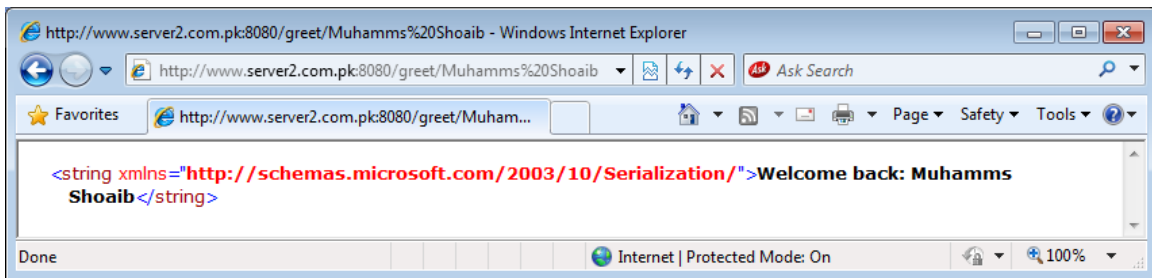 http://www.server2.com.pk:8080/greet/Muhamms%20Shoaib - Windows Internet Explorer
http://www.server2.com.pk:8080/greet/Muhamms%20Shoaib Ask Search
Favorites http://www.server2.com.pk:8080/greet/Muham... Page Safety Tools
<string xmlns="http://schemas.microsoft.com/2003/10/Serialization/">Welcome back: Muhamms
Shoaib</string>
Done Internet | Protected Mode: On 100%